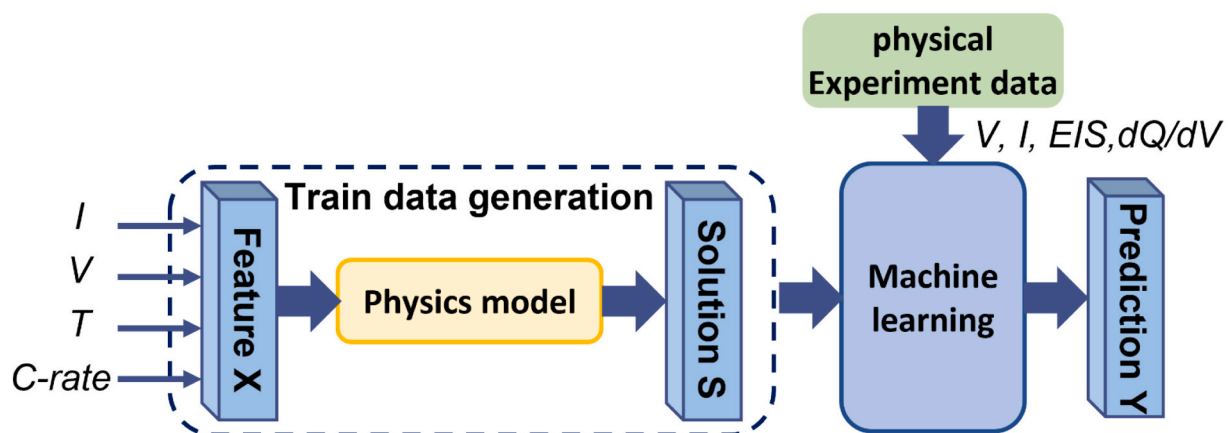 physical
Experiment data
V, I, EIS,dQ/dV
Train data generation
I
V
T
C-rate
Feature X
Physics model
Solution S
Machine
learning
Prediction Y